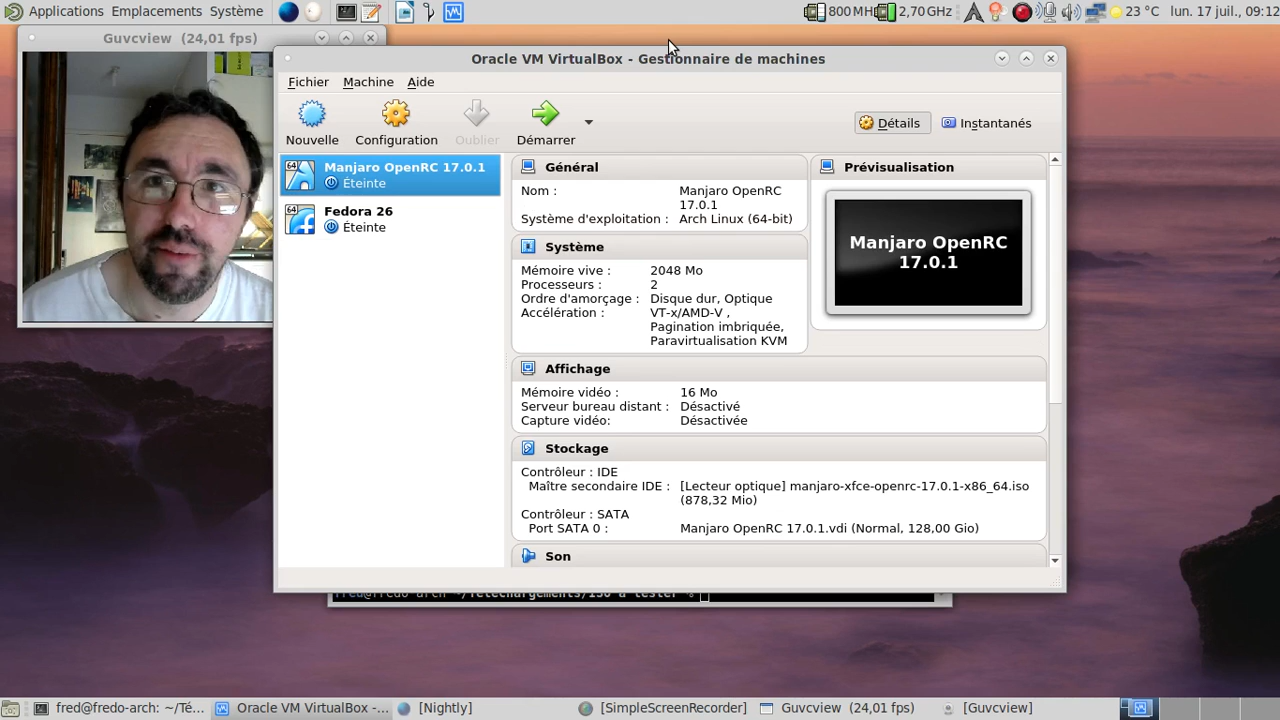 Applications Emplacements Système 800 MH 2,70 GHz 23 °C lun. 17 juil., 09:12
Guvcview (24,01 fps)
Oracle VM VirtualBox - Gestionnaire de machines
Fichier Machine Aide
Nouvelle Configuration Oublier Démarrer Détails Instantanés
64 Manjaro OpenRC 17.0.1
Éteinte
64 Fedora 26
Éteinte
Général
Nom : Manjaro OpenRC
17.0.1
Système d'exploitation : Arch Linux (64-bit)
Système
Mémoire vive : 2048 Mo
Processeurs : 2
Ordre d'amorçage : Disque dur, Optique
Accélération : VT-x/AMD-V ,
Pagination imbriquée,
Paravirtualisation KVM
Prévisualisation
Manjaro OpenRC
17.0.1
Affichage
Mémoire vidéo : 16 Mo
Serveur bureau distant : Désactivé
Capture vidéo : Désactivée
Stockage
Contrôleur : IDE
Maître secondaire IDE : [Lecteur optique] manjaro-xfce-openrc-17.0.1-x86_64.iso
(878,32 Mio)
Contrôleur : SATA
Port SATA 0 : Manjaro OpenRC 17.0.1.vdi (Normal, 128,00 Gio)
Son
fred@fredo-arch: ~/Té... Oracle VM VirtualBox -... [Nightly] [SimpleScreenRecorder] Guvcview (24,01 fps) [Guvcview]